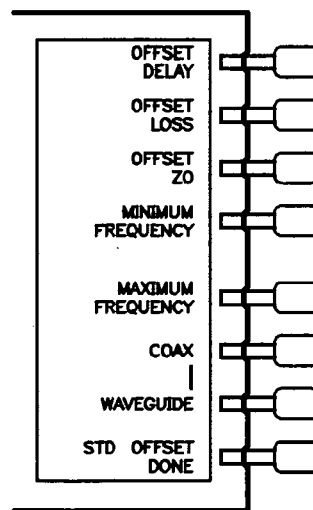 OFFSET
DELAY
OFFSET
LOSS
OFFSET
ZO
MINIMUM
FREQUENCY
MAXIMUM
FREQUENCY
COAX
WAVEGUIDE
STD OFFSET
DONE